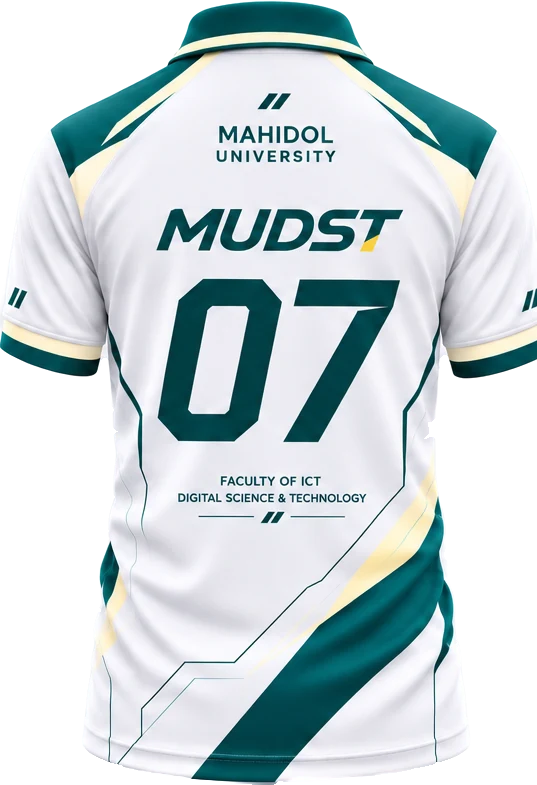 MAHIDOL
UNIVERSITY
MUDST
07
FACULTY OF ICT
DIGITAL SCIENCE & TECHNOLOGY